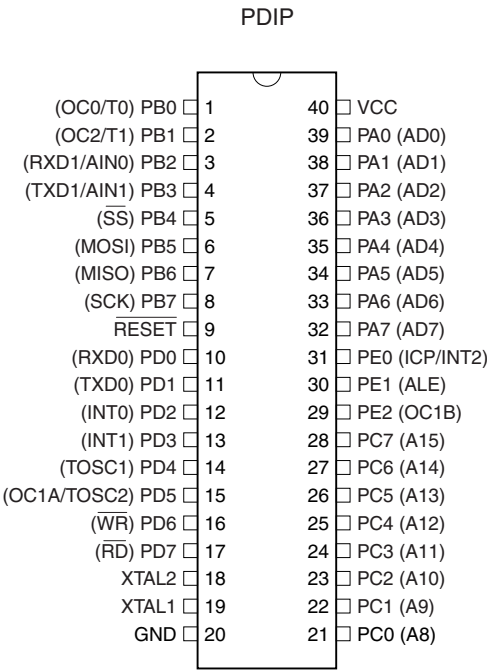 PDIP
(OC0/T0) PB0 1 40 VCC
(OC2/T1) PB1 2 39 PA0 (AD0)
(RXD1/AIN0) PB2 3 38 PA1 (AD1)
(TXD1/AIN1) PB3 4 37 PA2 (AD2)
(S̅S̅) PB4 5 36 PA3 (AD3)
(MOSI) PB5 6 35 PA4 (AD4)
(MISO) PB6 7 34 PA5 (AD5)
(SCK) PB7 8 33 PA6 (AD6)
R̅E̅S̅E̅T̅ 9 32 PA7 (AD7)
(RXD0) PD0 10 31 PE0 (ICP/INT2)
(TXD0) PD1 11 30 PE1 (ALE)
(INT0) PD2 12 29 PE2 (OC1B)
(INT1) PD3 13 28 PC7 (A15)
(TOSC1) PD4 14 27 PC6 (A14)
(OC1A/TOSC2) PD5 15 26 PC5 (A13)
(W̅R̅) PD6 16 25 PC4 (A12)
(R̅D̅) PD7 17 24 PC3 (A11)
XTAL2 18 23 PC2 (A10)
XTAL1 19 22 PC1 (A9)
GND 20 21 PC0 (A8)